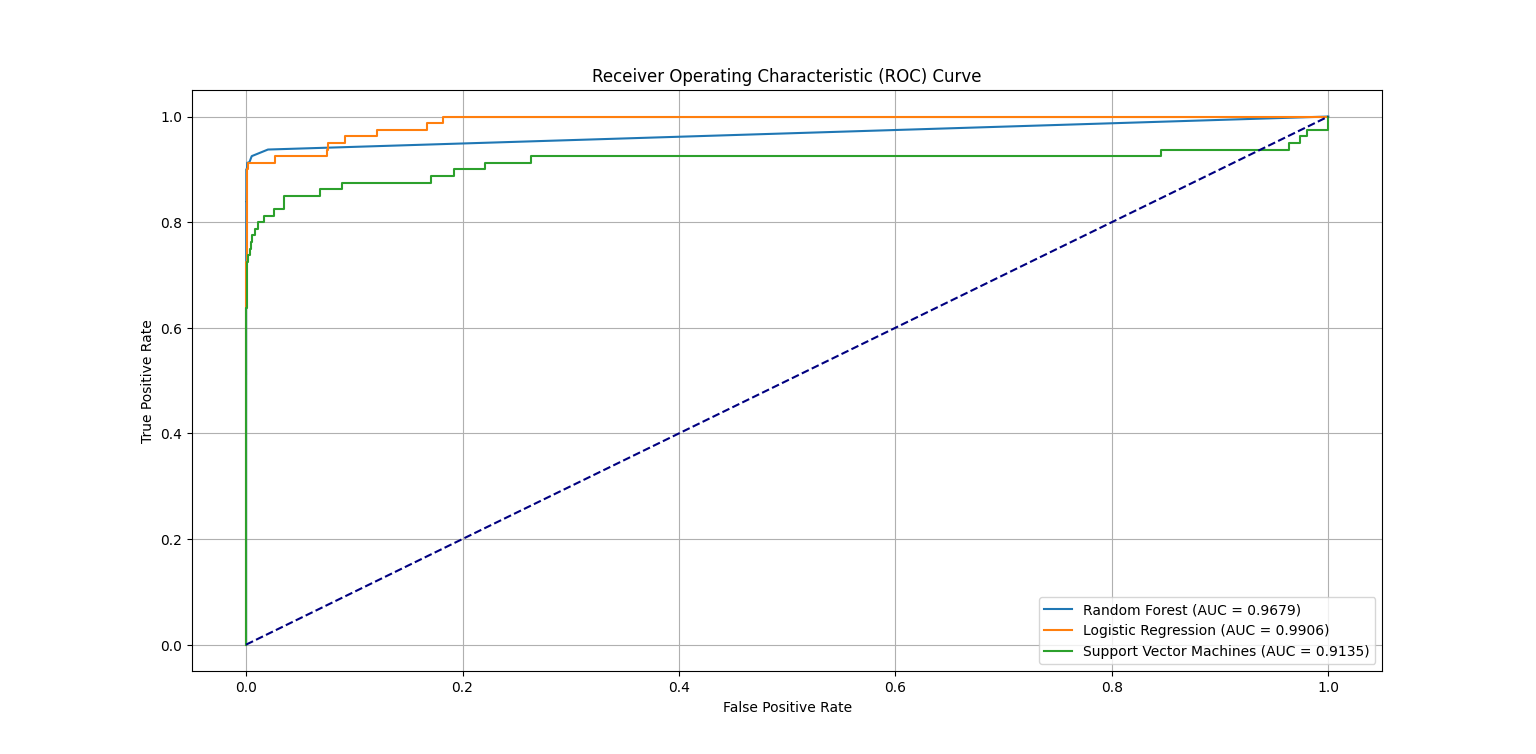 Receiver Operating Characteristic (ROC) Curve
True Positive Rate
1.0
0.8
0.6
0.4
0.2
0.0
0.0 0.2 0.4 0.6 0.8 1.0
False Positive Rate
Random Forest (AUC = 0.9679)
Logistic Regression (AUC = 0.9906)
Support Vector Machines (AUC = 0.9135)